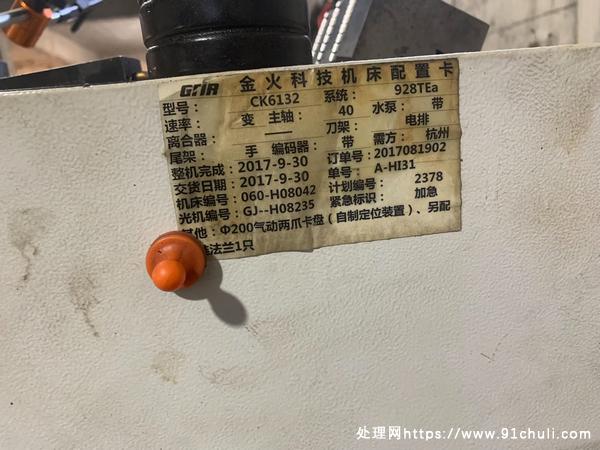 GHIA 金火科技机床配置卡
型号： CK6132 系统： 928TEa
速率： 变 主轴： 40 水泵： 带
离合器： — 刀架： 电排
尾架： 手 编码器： 带 需方： 杭州
整机完成：2017-9-30 订单号：2017081902
交货日期：2017-9-30 单号： A-HI31
机床编号：060-H08042 计划编号： 2378
光机编号：GJ--H08235 紧急标识： 加急
其他：Φ200气动两爪卡盘（自制定位装置）、另配
法兰1只
处理网https://www.91chuli.com/